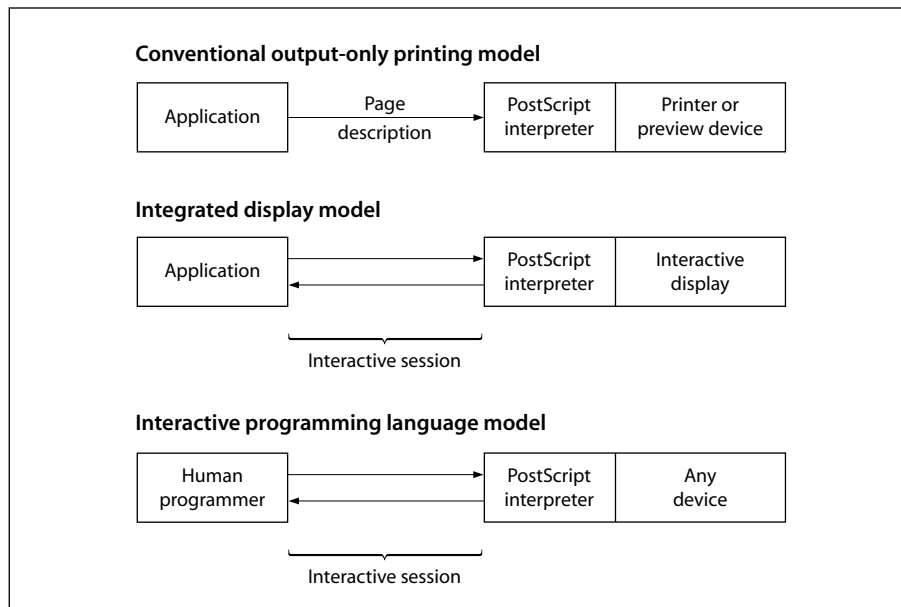 Conventional output-only printing model
Application
Page
description
PostScript
interpreter
Printer or
preview device
Integrated display model
Application
PostScript
interpreter
Interactive
display
Interactive session
Interactive programming language model
Human
programmer
PostScript
interpreter
Any
device
Interactive session